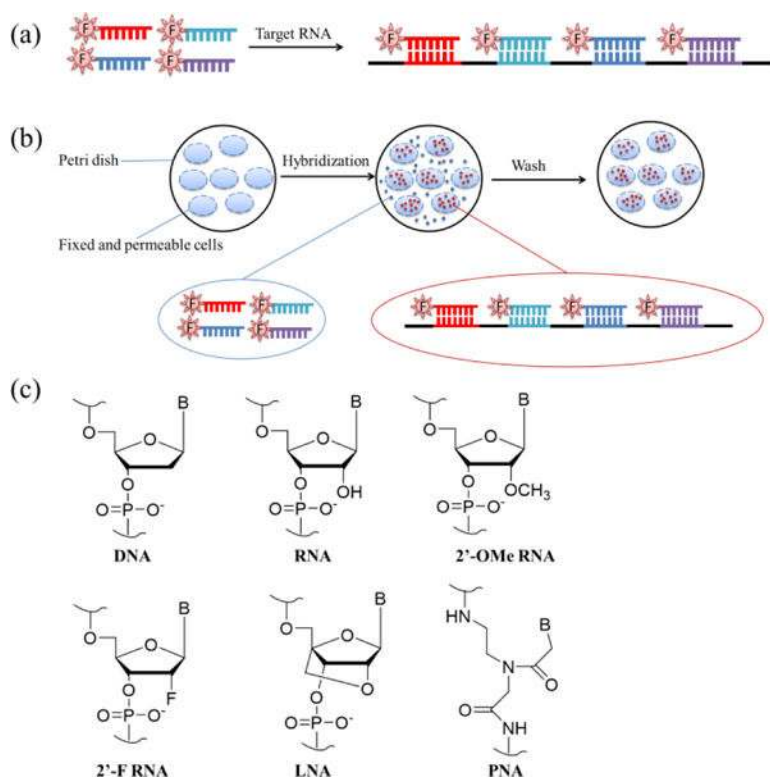 (a)
F F Target RNA F F F F
F F
(b)
Petri dish Hybridization Wash
Fixed and permeable cells
F F F F F F
F F
(c)
B B B
O O O O O O
O O OH O OCH3
O=P-O- O=P-O- O=P-O-
DNA RNA 2'-OMe RNA
B B HN B
O O O O N O
O F O O O
O=P-O- O=P-O- NH
2'-F RNA LNA PNA